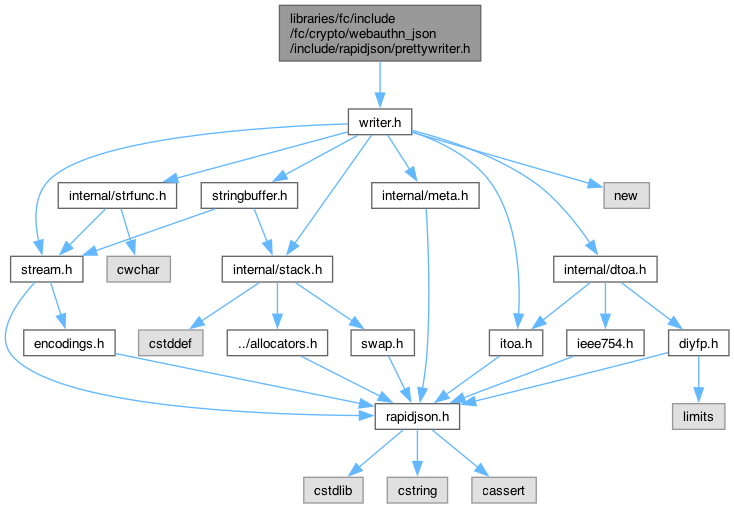 libraries/fc/include
/fc/crypto/webauthn_json
/include/rapidjson/prettywriter.h
writer.h
internal/strfunc.h
stringbuffer.h
internal/meta.h
new
stream.h
cwchar
internal/stack.h
internal/dtoa.h
encodings.h
cstddef
../allocators.h
swap.h
itoa.h
ieee754.h
diyfp.h
rapidjson.h
limits
cstdlib
cstring
cassert